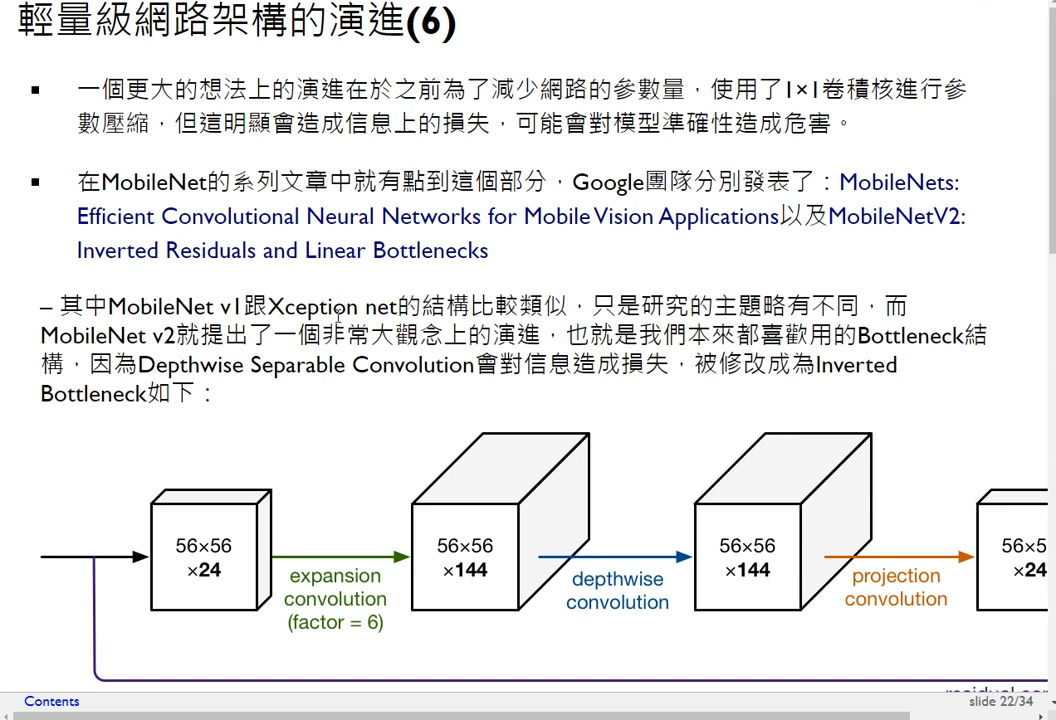 輕量級網路架構的演進(6)
▪ 一個更大的想法上的演進在於之前為了減少網路的參數量，使用了1×1卷積核進行參
數壓縮，但這明顯會造成信息上的損失，可能會對模型準確性造成危害。
▪ 在MobileNet的系列文章中就有點到這個部分，Google團隊分別發表了：MobileNets:
Efficient Convolutional Neural Networks for Mobile Vision Applications以及MobileNetV2:
Inverted Residuals and Linear Bottlenecks
– 其中MobileNet v1跟Xception net的結構比較類似，只是研究的主題略有不同，而
MobileNet v2就提出了一個非常大觀念上的演進，也就是我們本來都喜歡用的Bottleneck結
構，因為Depthwise Separable Convolution會對信息造成損失，被修改成為Inverted
Bottleneck如下：
56×56
×24
expansion
convolution
(factor = 6)
56×56
×144
depthwise
convolution
56×56
×144
projection
convolution
56×5
×24
Contents
slide 22/34